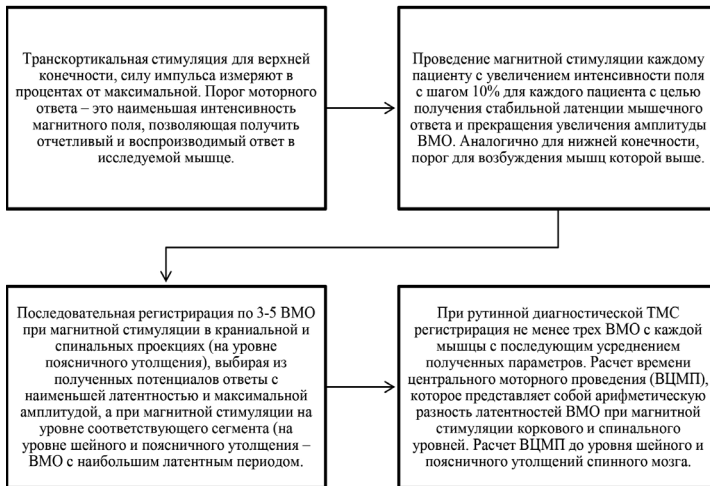 Транскортикальная стимуляция для верхней
конечности, силу импульса измеряют в
процентах от максимальной. Порог моторного
ответа – это наименьшая интенсивность
магнитного поля, позволяющая получить
отчетливый и воспроизводимый ответ в
исследуемой мышце.
Проведение магнитной стимуляции каждому
пациенту с увеличением интенсивности поля
с шагом 10% для каждого пациента с целью
получения стабильной латенции мышечного
ответа и прекращения увеличения амплитуды
ВМО. Аналогично для нижней конечности,
порог для возбуждения мышц которой выше.
Последовательная регистрирация по 3-5 ВМО
при магнитной стимуляции в краниальной и
спинальных проекциях (на уровне
поясничного утолщения), выбирая из
полученных потенциалов ответы с
наименьшей латентностью и максимальной
амплитудой, а при магнитной стимуляции на
уровне соответствующего сегмента (на
уровне шейного и поясничного утолщения –
ВМО с наибольшим латентным периодом.
При рутинной диагностической ТМС
регистрирация не менее трех ВМО с каждой
мышцы с последующим усреднением
полученных параметров. Расчет времени
центрального моторного проведения (ВЦМП),
которое представляет собой арифметическую
разность латентностей ВМО при магнитной
стимуляции коркового и спинального
уровней. Расчет ВЦМП до уровня шейного и
поясничного утолщений спинного мозга.